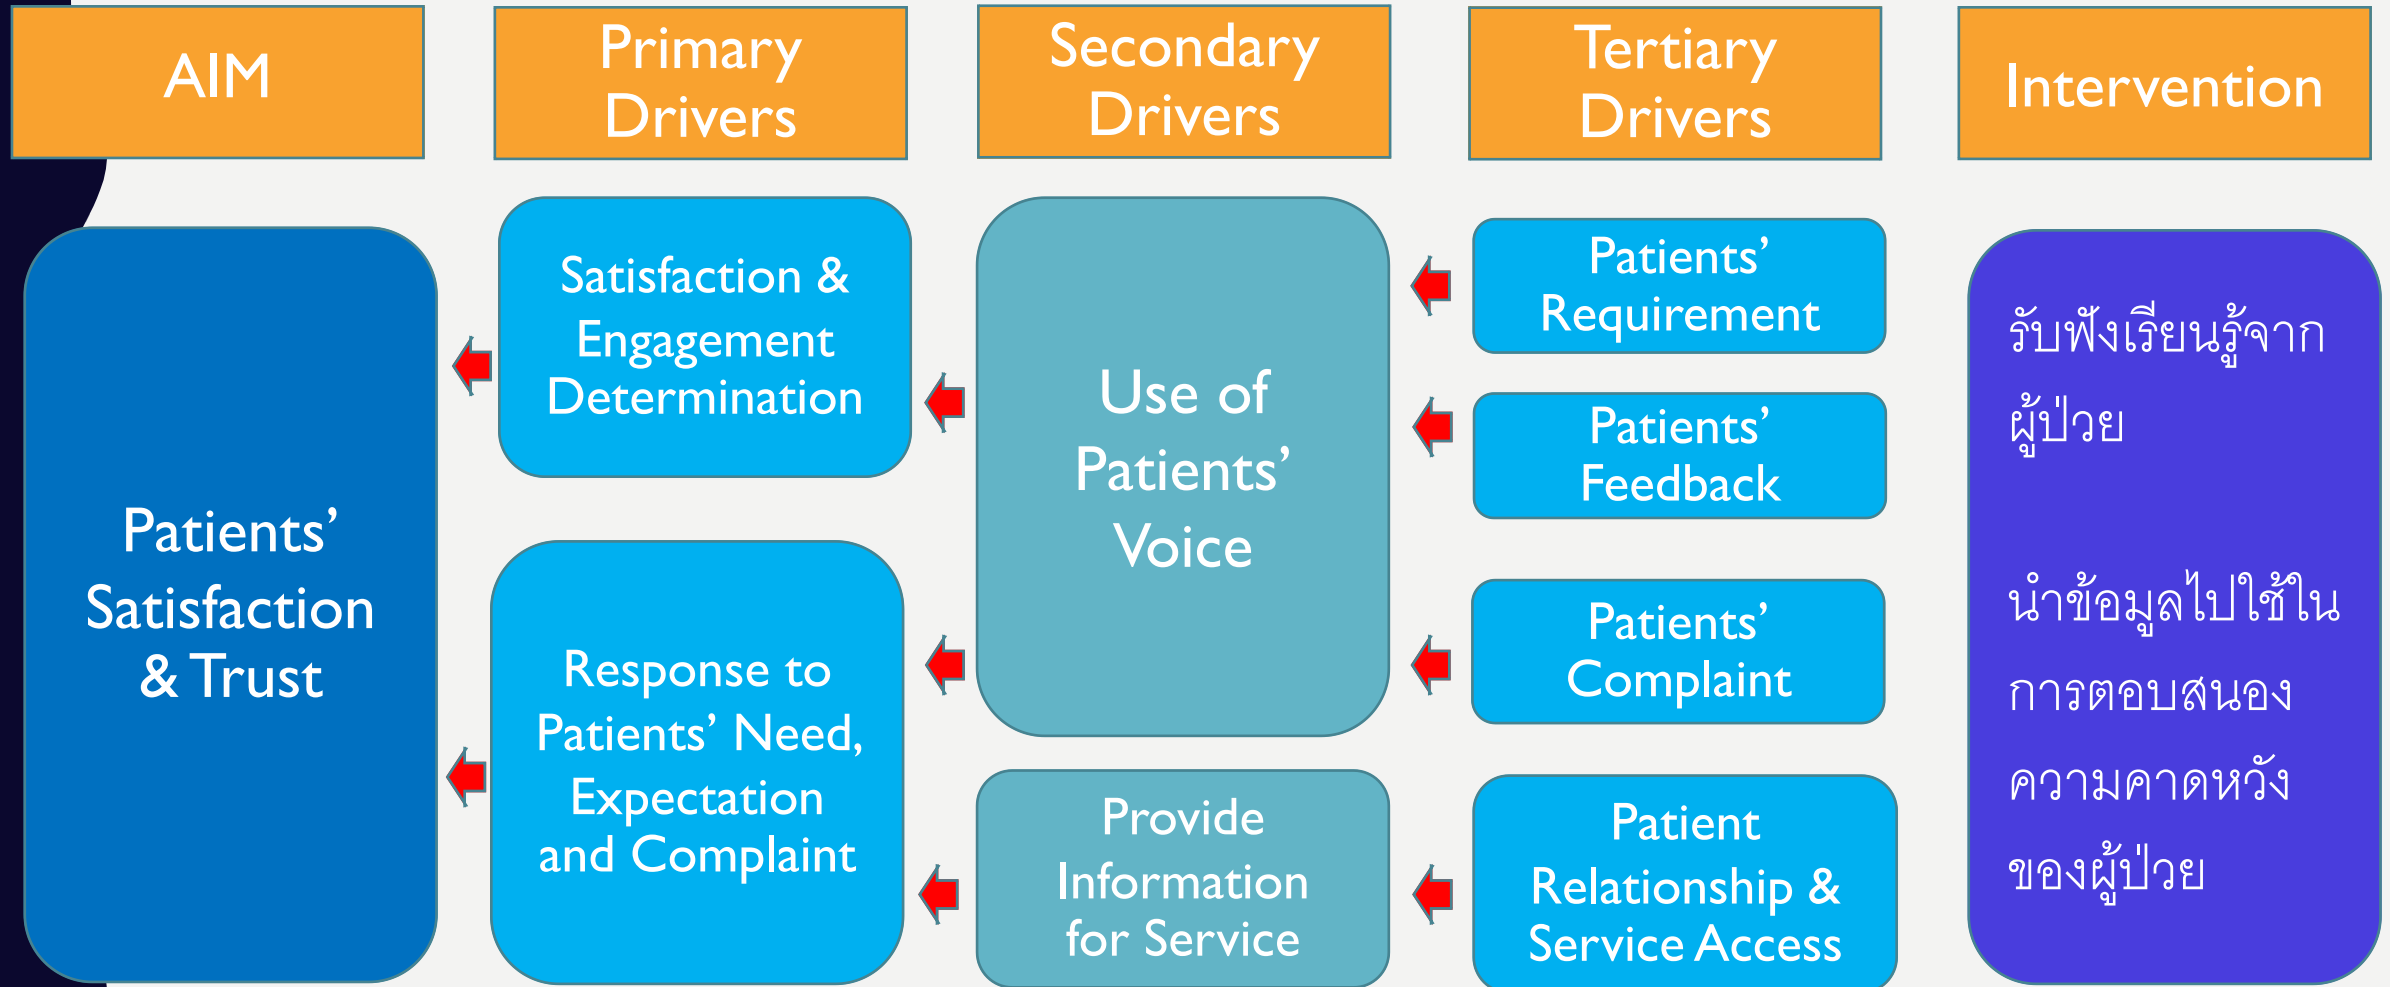 AIM
Primary
Drivers
Secondary
Drivers
Tertiary
Drivers
Intervention
Patients’
Satisfaction
& Trust
Satisfaction &
Engagement
Determination
Response to
Patients’ Need,
Expectation
and Complaint
Use of
Patients’
Voice
Provide
Information
for Service
Patients’
Requirement
Patients’
Feedback
Patients’
Complaint
Patient
Relationship &
Service Access
รับฟังเรียนรู้จาก
ผู้ป่วย
นำข้อมูลไปใช้ใน
การตอบสนอง
ความคาดหวัง
ของผู้ป่วย